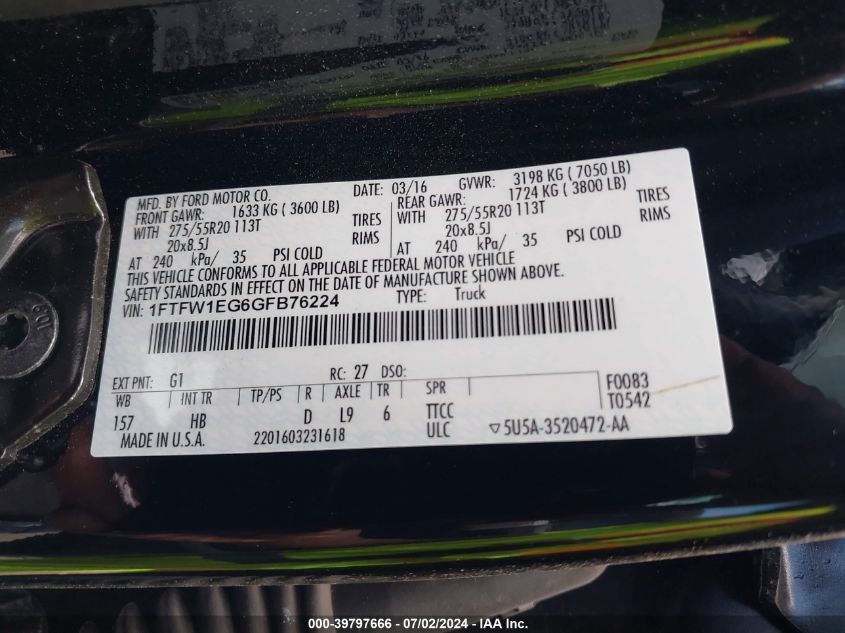 MFD. BY FORD MOTOR CO. DATE: 03/16 GVWR: 3198 KG ( 7050 LB)
FRONT GAWR: 1633 KG ( 3600 LB) REAR GAWR: 1724 KG ( 3800 LB)
WITH 275/55R20 113T TIRES WITH 275/55R20 113T TIRES
20x8.5J RIMS 20x8.5J RIMS
AT 240 kPa/ 35 PSI COLD AT 240 kPa/ 35 PSI COLD
THIS VEHICLE CONFORMS TO ALL APPLICABLE FEDERAL MOTOR VEHICLE
SAFETY STANDARDS IN EFFECT ON THE DATE OF MANUFACTURE SHOWN ABOVE.
VIN: 1FTFW1EG6GFB76224 TYPE: Truck
EXT PNT: G1 RC: 27 DSO:
WB INT TR TP/PS R AXLE TR SPR F0083
157 HB D L9 6 TTCC T0542
MADE IN U.S.A. 2201603231618 ULC ▽5U5A-3520472-AA
000-39797666 - 07/02/2024 - IAA Inc.